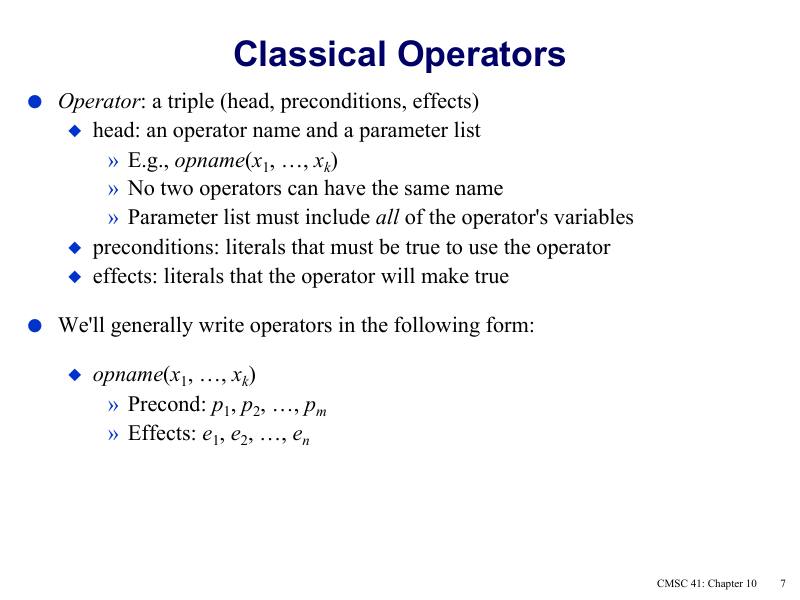 Classical Operators
● Operator: a triple (head, preconditions, effects)
◆ head: an operator name and a parameter list
» E.g., opname(x₁, …, xₖ)
» No two operators can have the same name
» Parameter list must include all of the operator's variables
◆ preconditions: literals that must be true to use the operator
◆ effects: literals that the operator will make true
● We'll generally write operators in the following form:
◆ opname(x₁, …, xₖ)
» Precond: p₁, p₂, …, pₘ
» Effects: e₁, e₂, …, eₙ
CMSC 41: Chapter 10 7